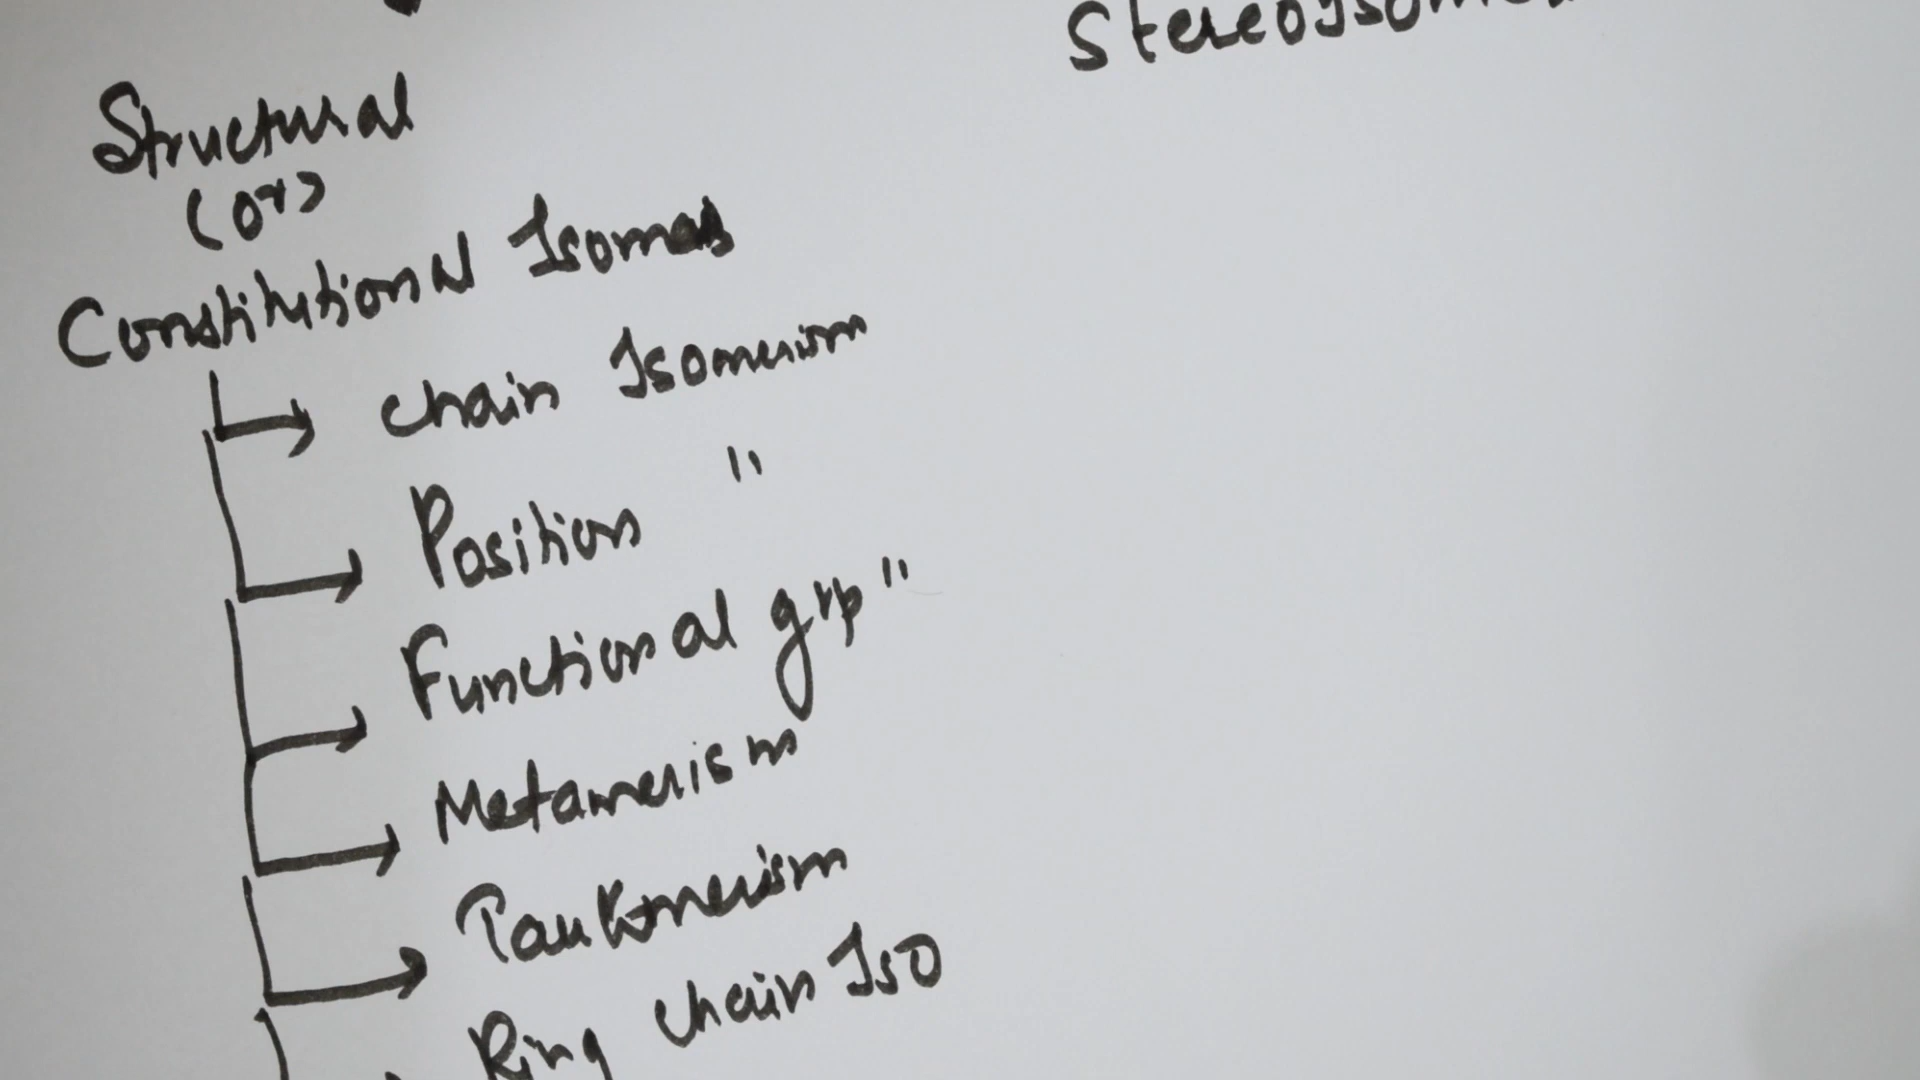 Structural
(or)
Constitutional Isomers
chain Isomerism
Position "
Functional grp "
Metamerism
Tautomerism
Ring chain Iso